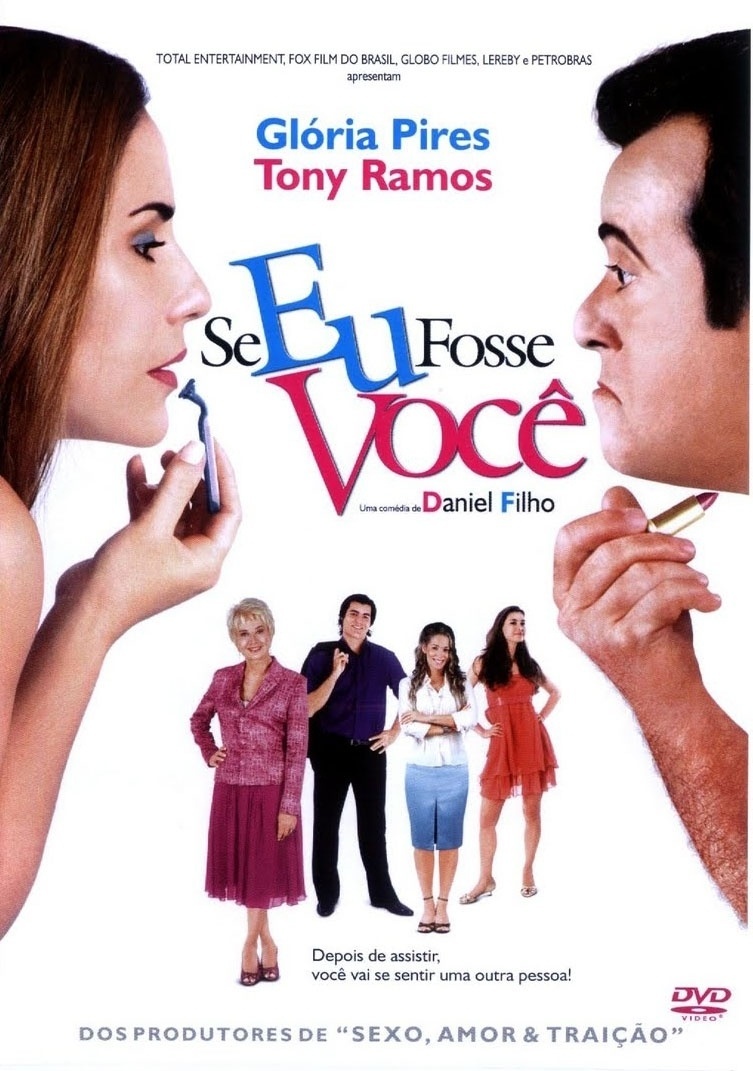 TOTAL ENTERTAINMENT, FOX FILM DO BRASIL, GLOBO FILMES, LEREBY e PETROBRAS
apresentam
Glória Pires
Tony Ramos
Se Eu Fosse
Você
Uma comédia de Daniel Filho
Depois de assistir,
você vai se sentir uma outra pessoa!
DVD
VIDEO
DOS PRODUTORES DE “SEXO, AMOR & TRAIÇÃO”